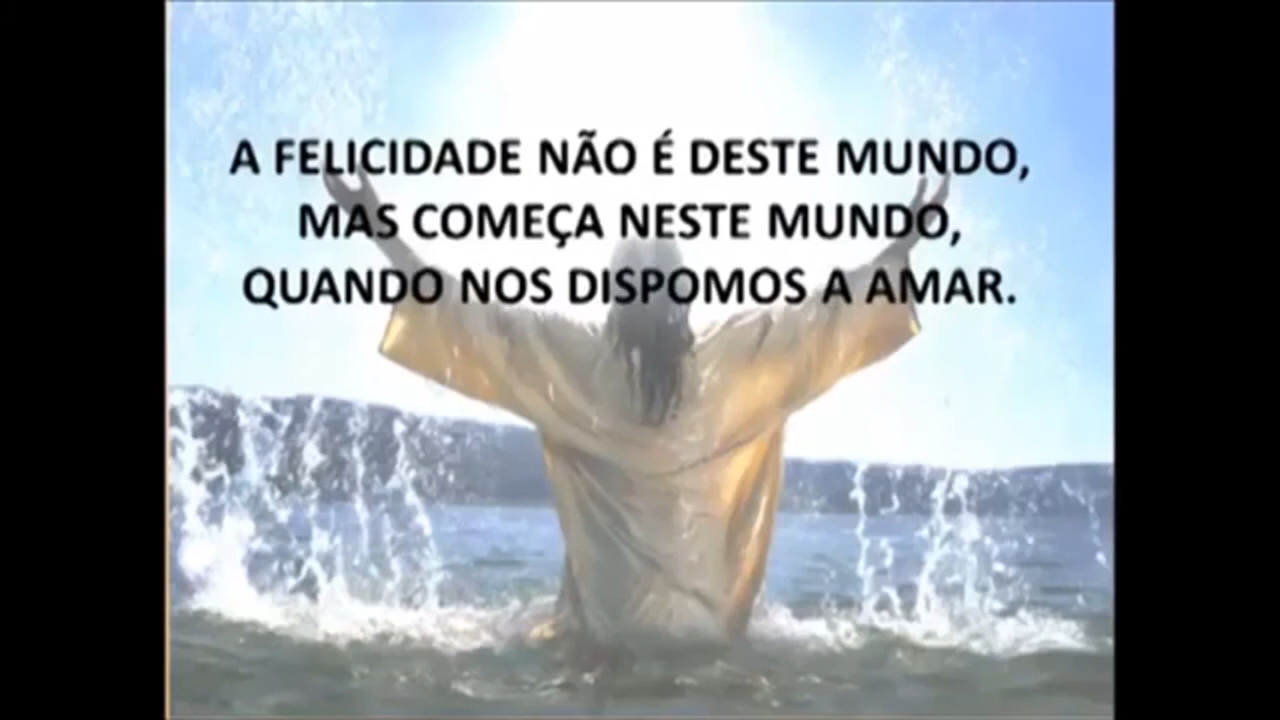 A FELICIDADE NÃO É DESTE MUNDO,
MAS COMEÇA NESTE MUNDO,
QUANDO NOS DISPOMOS A AMAR.